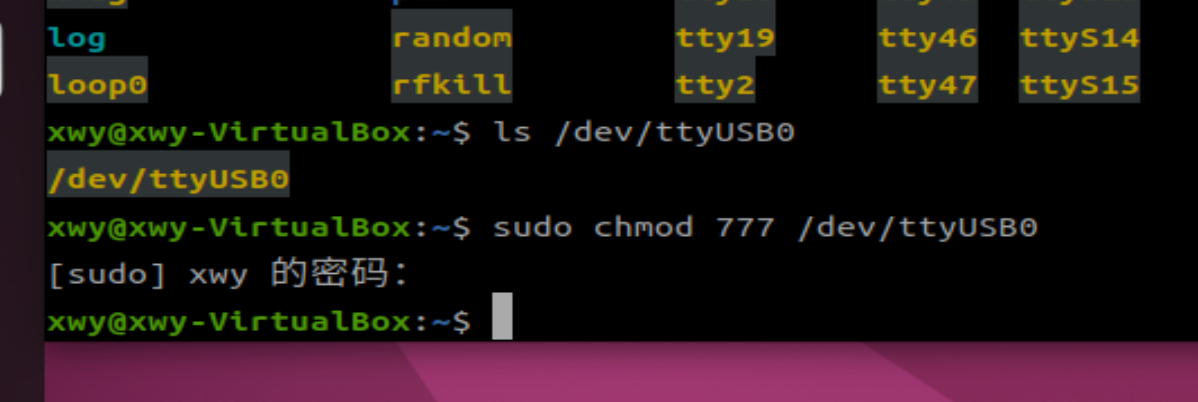 log random tty19 tty46 ttyS14
loop0 rfkill tty2 tty47 ttyS15
xwy@xwy-VirtualBox:~$ ls /dev/ttyUSB0
/dev/ttyUSB0
xwy@xwy-VirtualBox:~$ sudo chmod 777 /dev/ttyUSB0
[sudo] xwy 的密码：
xwy@xwy-VirtualBox:~$